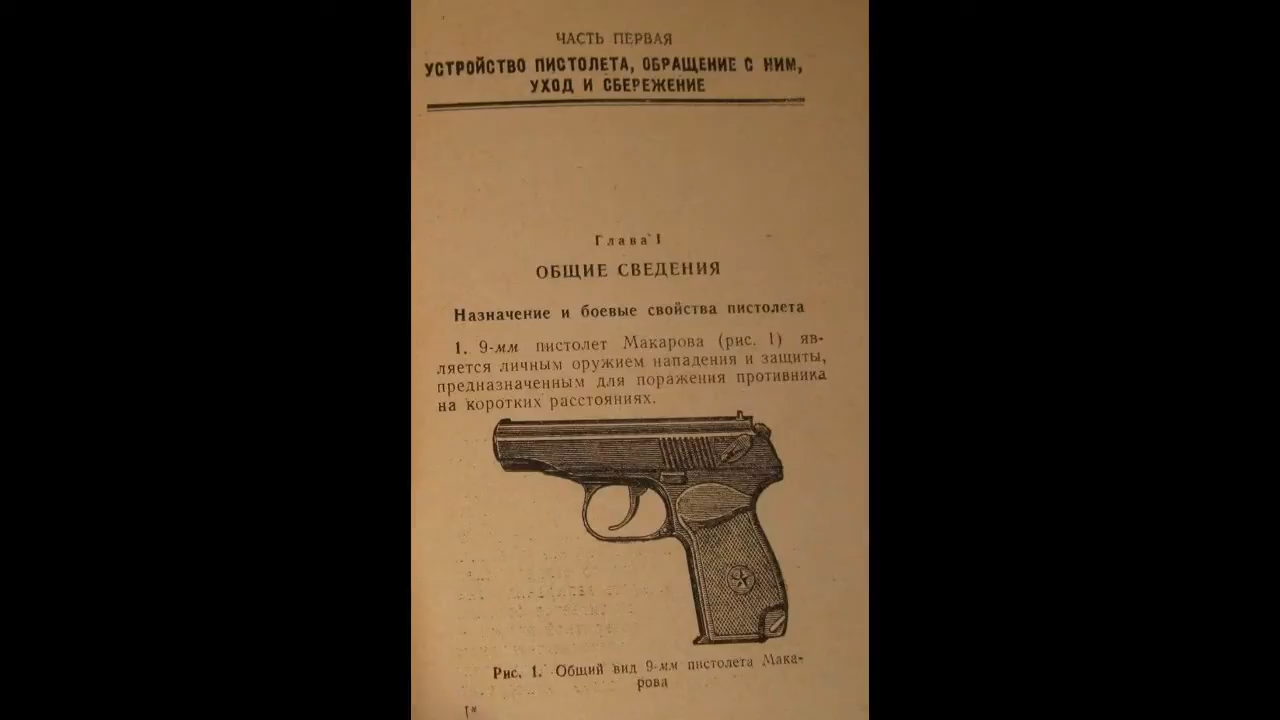 ЧАСТЬ ПЕРВАЯ
УСТРОЙСТВО ПИСТОЛЕТА, ОБРАЩЕНИЕ С НИМ,
УХОД И СБЕРЕЖЕНИЕ
Глава 1
ОБЩИЕ СВЕДЕНИЯ
Назначение и боевые свойства пистолета
1. 9-мм пистолет Макарова (рис. 1) яв-
ляется личным оружием нападения и защиты,
предназначенным для поражения противника
на коротких расстояниях.
Рис. 1. Общий вид 9-мм пистолета Мака-
рова
1*